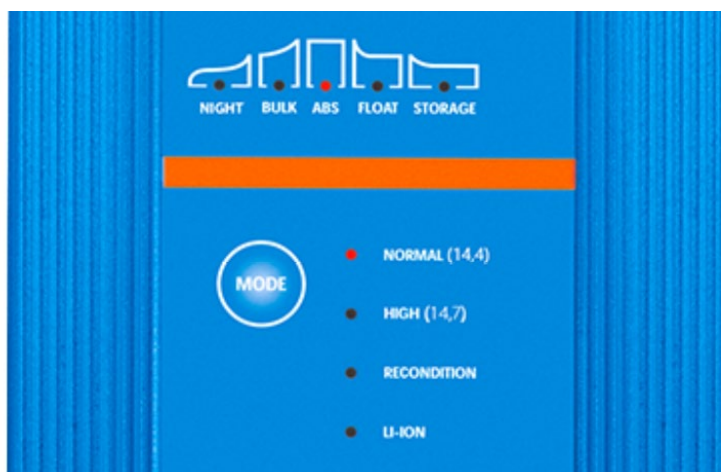 NIGHT BULK ABS FLOAT STORAGE
MODE
NORMAL (14,4)
HIGH (14,7)
RECONDITION
LI-ION